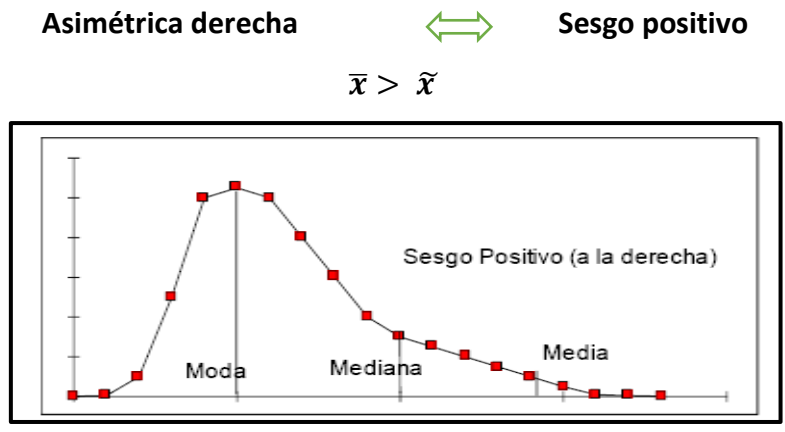 Asimétrica derecha ⟺ Sesgo positivo
x̅ > x̃
Sesgo Positivo (a la derecha)
Moda
Mediana
Media